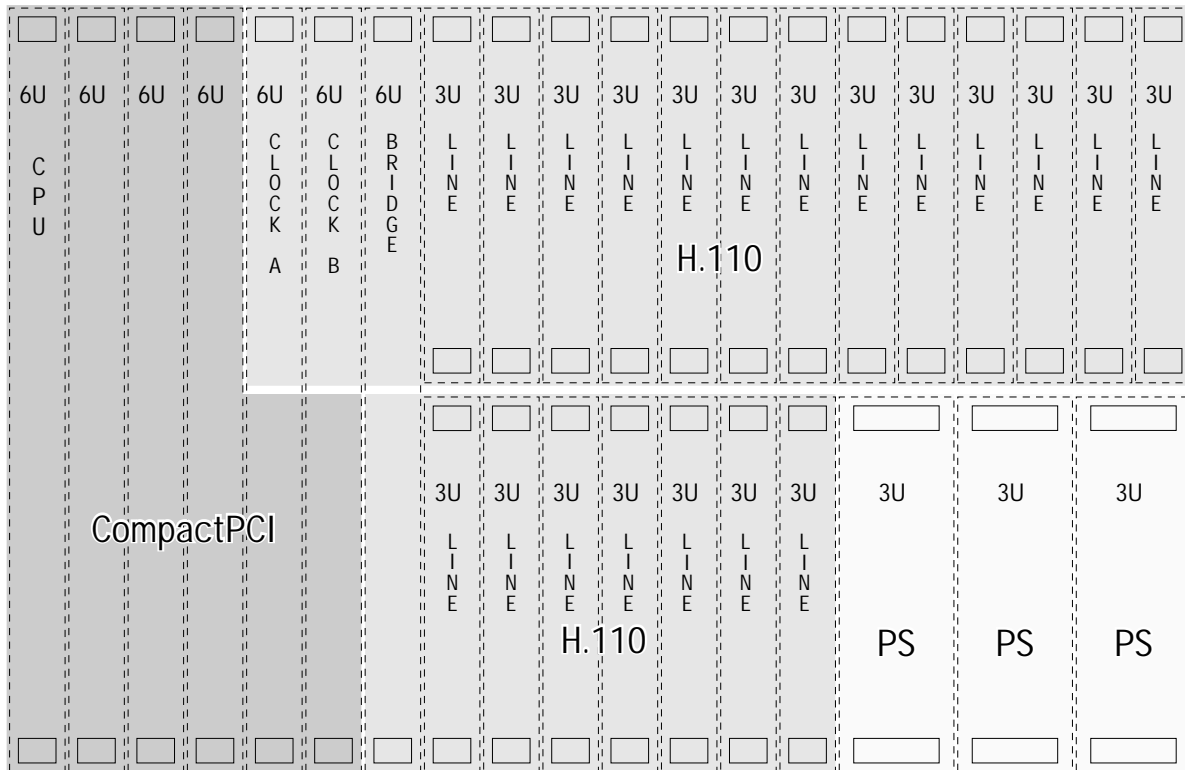 6U 6U 6U 6U 6U 6U 6U 3U 3U 3U 3U 3U 3U 3U 3U 3U 3U 3U 3U 3U
CPU
CLOCK A
CLOCK B
BRIDGE
LINE
LINE
LINE
LINE
LINE
LINE
LINE
LINE
LINE
LINE
LINE
LINE
LINE
H.110
CompactPCI
3U 3U 3U 3U 3U 3U 3U 3U 3U 3U
LINE
LINE
LINE
LINE
LINE
LINE
LINE
H.110
PS PS PS